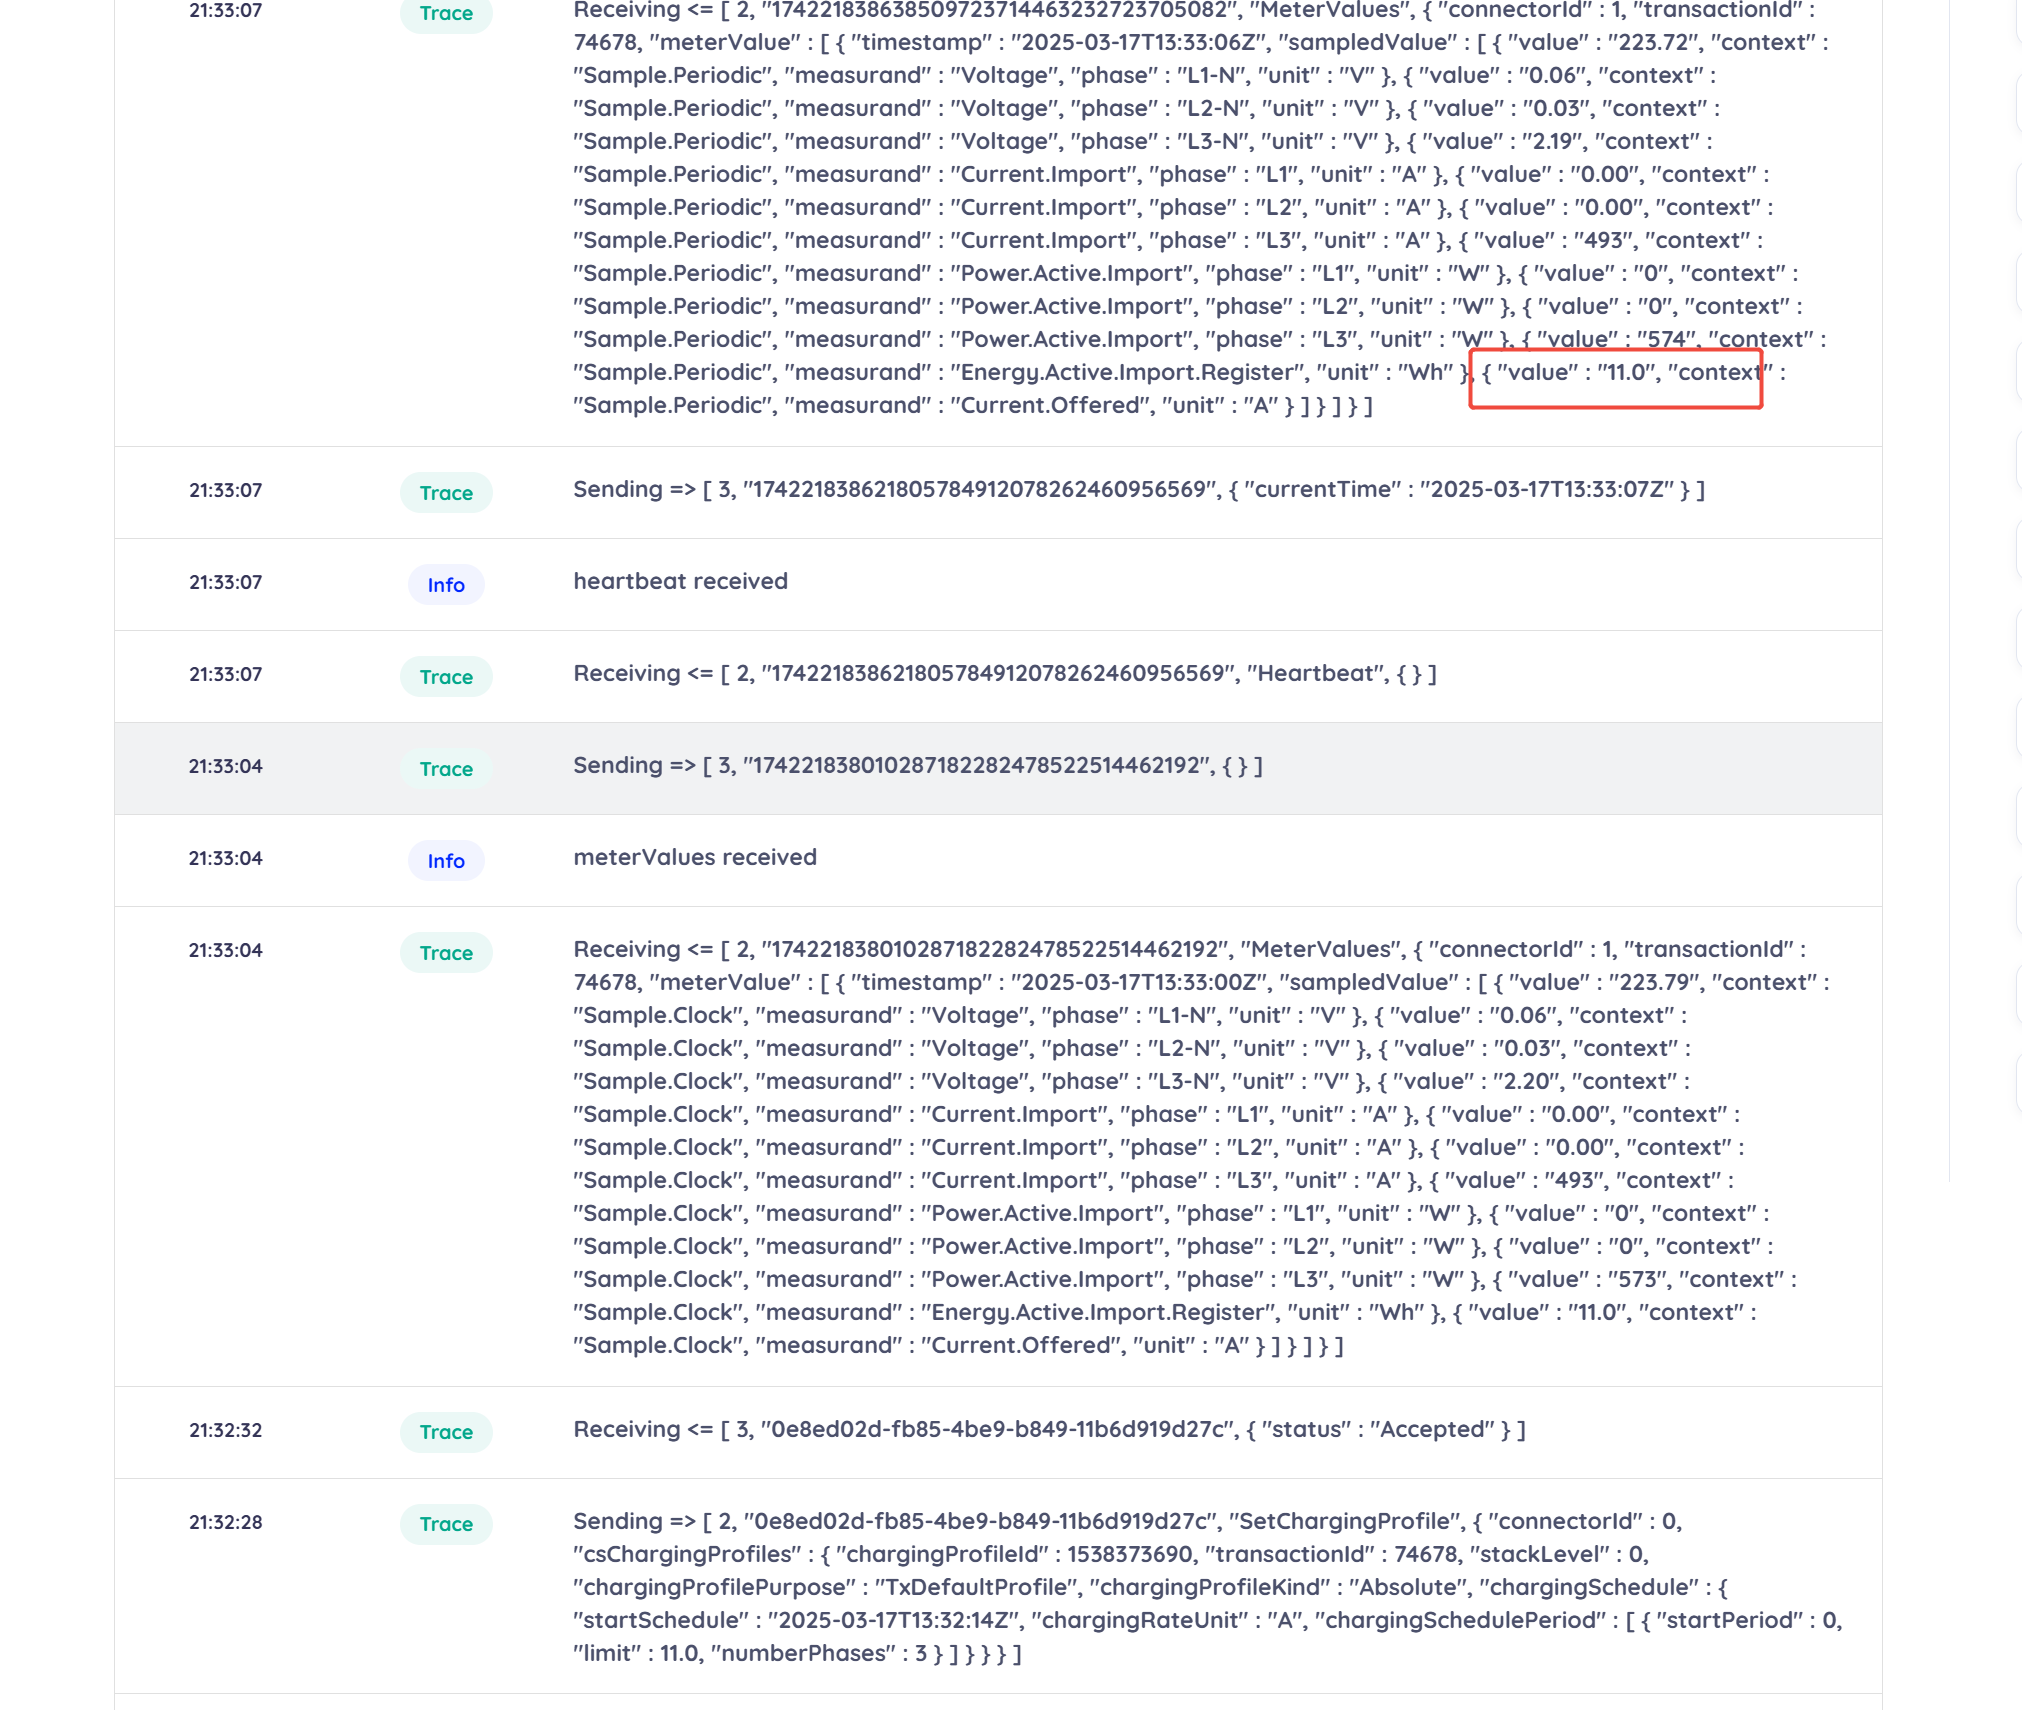 21:33:07 Trace Receiving <= [ 2, "1742218386385097237144632327237050​82", "MeterValues", { "connectorId" : 1, "transactionId" :
74678, "meterValue" : [ { "timestamp" : "2025-03-17T13:33:06Z", "sampledValue" : [ { "value" : "223.72", "context" :
"Sample.Periodic", "measurand" : "Voltage", "phase" : "L1-N", "unit" : "V" }, { "value" : "0.06", "context" :
"Sample.Periodic", "measurand" : "Voltage", "phase" : "L2-N", "unit" : "V" }, { "value" : "0.03", "context" :
"Sample.Periodic", "measurand" : "Voltage", "phase" : "L3-N", "unit" : "V" }, { "value" : "2.19", "context" :
"Sample.Periodic", "measurand" : "Current.Import", "phase" : "L1", "unit" : "A" }, { "value" : "0.00", "context" :
"Sample.Periodic", "measurand" : "Current.Import", "phase" : "L2", "unit" : "A" }, { "value" : "0.00", "context" :
"Sample.Periodic", "measurand" : "Current.Import", "phase" : "L3", "unit" : "A" }, { "value" : "493", "context" :
"Sample.Periodic", "measurand" : "Power.Active.Import", "phase" : "L1", "unit" : "W" }, { "value" : "0", "context" :
"Sample.Periodic", "measurand" : "Power.Active.Import", "phase" : "L2", "unit" : "W" }, { "value" : "0", "context" :
"Sample.Periodic", "measurand" : "Power.Active.Import", "phase" : "L3", "unit" : "W" }, { "value" : "574", "context" :
"Sample.Periodic", "measurand" : "Energy.Active.Import.Register", "unit" : "Wh" }, { "value" : "11.0", "context" :
"Sample.Periodic", "measurand" : "Current.Offered", "unit" : "A" } ] } ] } ]
21:33:07 Trace Sending => [ 3, "1742218386218057849120782624609565​69", { "currentTime" : "2025-03-17T13:33:07Z" } ]
21:33:07 Info heartbeat received
21:33:07 Trace Receiving <= [ 2, "1742218386218057849120782624609565​69", "Heartbeat", { } ]
21:33:04 Trace Sending => [ 3, "1742218380102871822824785225144621​92", { } ]
21:33:04 Info meterValues received
21:33:04 Trace Receiving <= [ 2, "1742218380102871822824785225144621​92", "MeterValues", { "connectorId" : 1, "transactionId" :
74678, "meterValue" : [ { "timestamp" : "2025-03-17T13:33:00Z", "sampledValue" : [ { "value" : "223.79", "context" :
"Sample.Clock", "measurand" : "Voltage", "phase" : "L1-N", "unit" : "V" }, { "value" : "0.06", "context" :
"Sample.Clock", "measurand" : "Voltage", "phase" : "L2-N", "unit" : "V" }, { "value" : "0.03", "context" :
"Sample.Clock", "measurand" : "Voltage", "phase" : "L3-N", "unit" : "V" }, { "value" : "2.20", "context" :
"Sample.Clock", "measurand" : "Current.Import", "phase" : "L1", "unit" : "A" }, { "value" : "0.00", "context" :
"Sample.Clock", "measurand" : "Current.Import", "phase" : "L2", "unit" : "A" }, { "value" : "0.00", "context" :
"Sample.Clock", "measurand" : "Current.Import", "phase" : "L3", "unit" : "A" }, { "value" : "493", "context" :
"Sample.Clock", "measurand" : "Power.Active.Import", "phase" : "L1", "unit" : "W" }, { "value" : "0", "context" :
"Sample.Clock", "measurand" : "Power.Active.Import", "phase" : "L2", "unit" : "W" }, { "value" : "0", "context" :
"Sample.Clock", "measurand" : "Power.Active.Import", "phase" : "L3", "unit" : "W" }, { "value" : "573", "context" :
"Sample.Clock", "measurand" : "Energy.Active.Import.Register", "unit" : "Wh" }, { "value" : "11.0", "context" :
"Sample.Clock", "measurand" : "Current.Offered", "unit" : "A" } ] } ] } ]
21:32:32 Trace Receiving <= [ 3, "0e8ed02d-fb85-4be9-b849-11b6d919d27c", { "status" : "Accepted" } ]
21:32:28 Trace Sending => [ 2, "0e8ed02d-fb85-4be9-b849-11b6d919d27c", "SetChargingProfile", { "connectorId" : 0,
"csChargingProfiles" : { "chargingProfileId" : 1538373690, "transactionId" : 74678, "stackLevel" : 0,
"chargingProfilePurpose" : "TxDefaultProfile", "chargingProfileKind" : "Absolute", "chargingSchedule" : {
"startSchedule" : "2025-03-17T13:32:14Z", "chargingRateUnit" : "A", "chargingSchedulePeriod" : [ { "startPeriod" : 0,
"limit" : 11.0, "numberPhases" : 3 } ] } } } ]